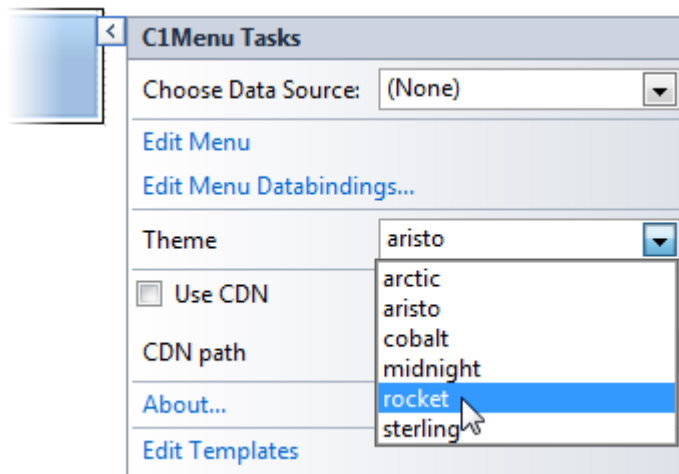 C1Menu Tasks
Choose Data Source: (None)
Edit Menu
Edit Menu Databindings...
Theme aristo
arctic
Use CDN
aristo
cobalt
CDN path
midnight
rocket
About...
sterling
Edit Templates